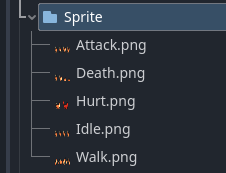 Sprite
Attack.png
Death.png
Hurt.png
Idle.png
Walk.png